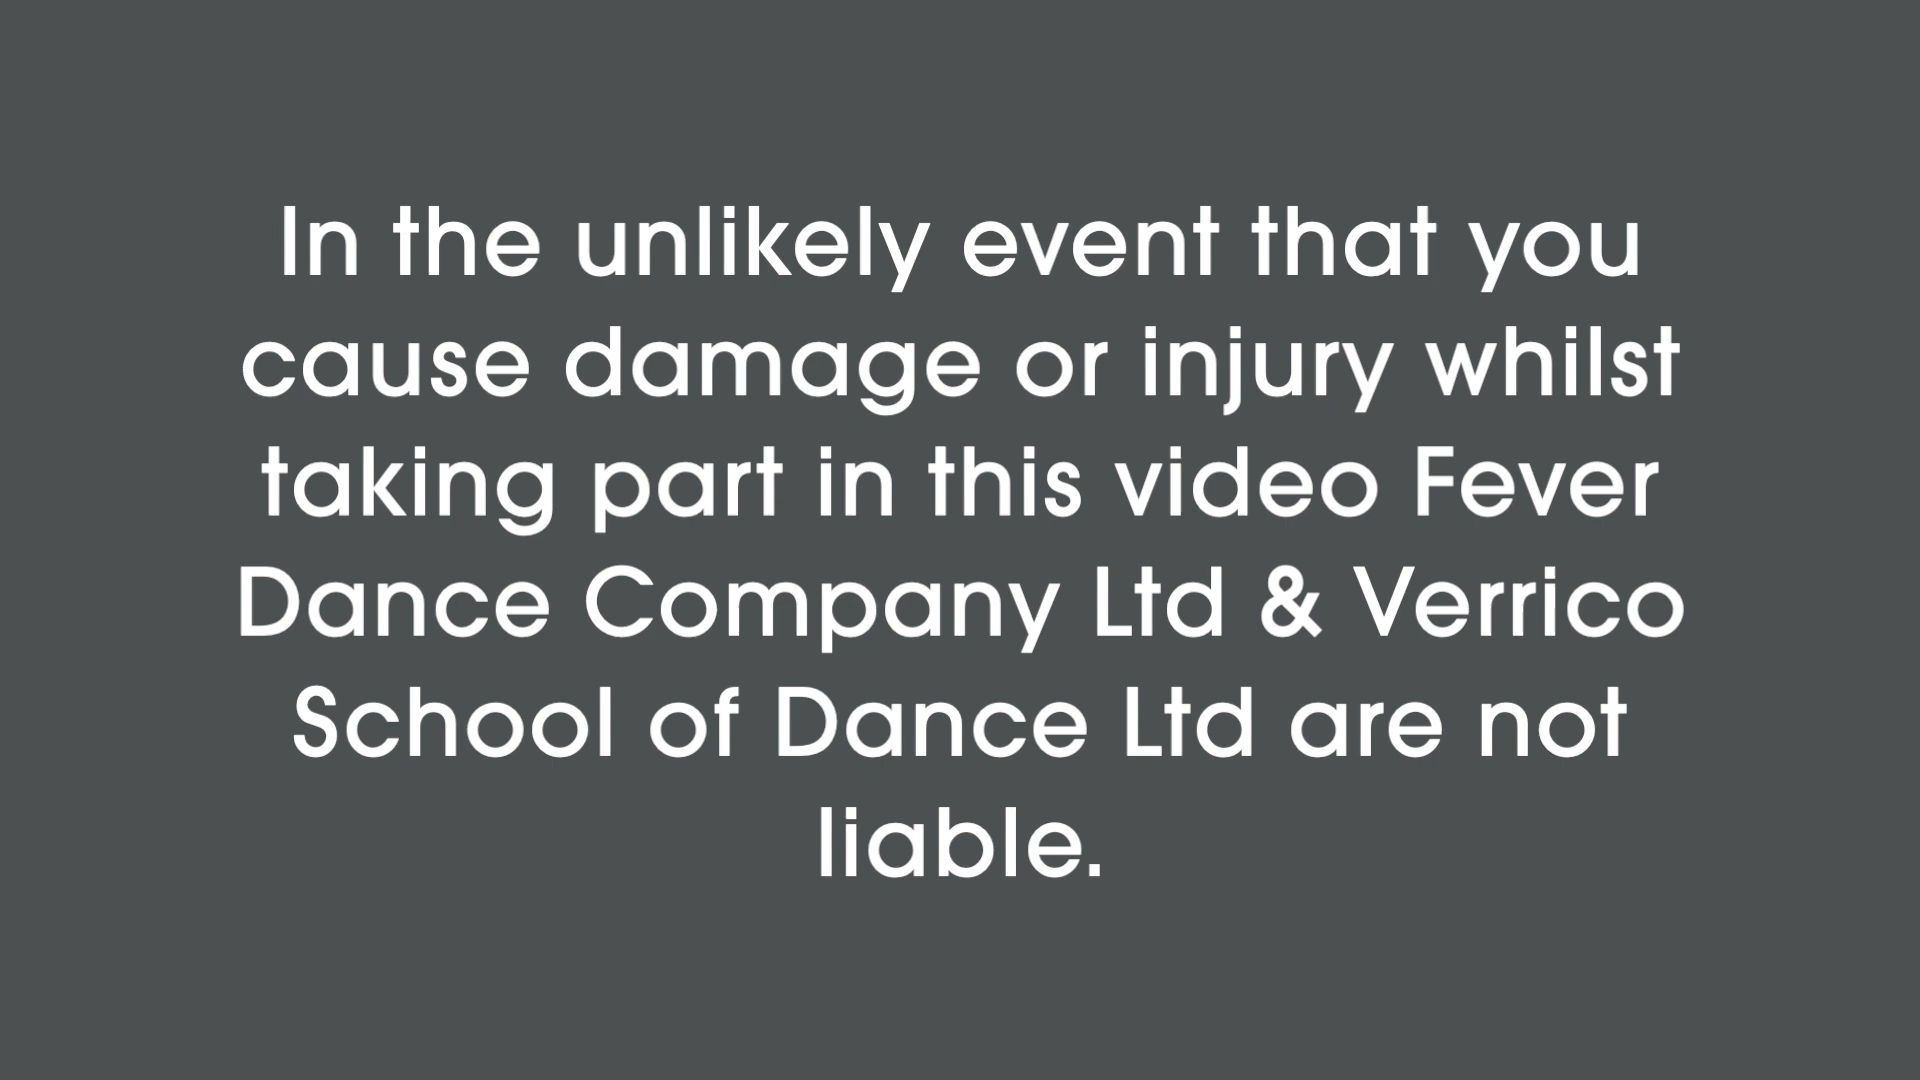 In the unlikely event that you
cause damage or injury whilst
taking part in this video Fever
Dance Company Ltd & Verrico
School of Dance Ltd are not
liable.